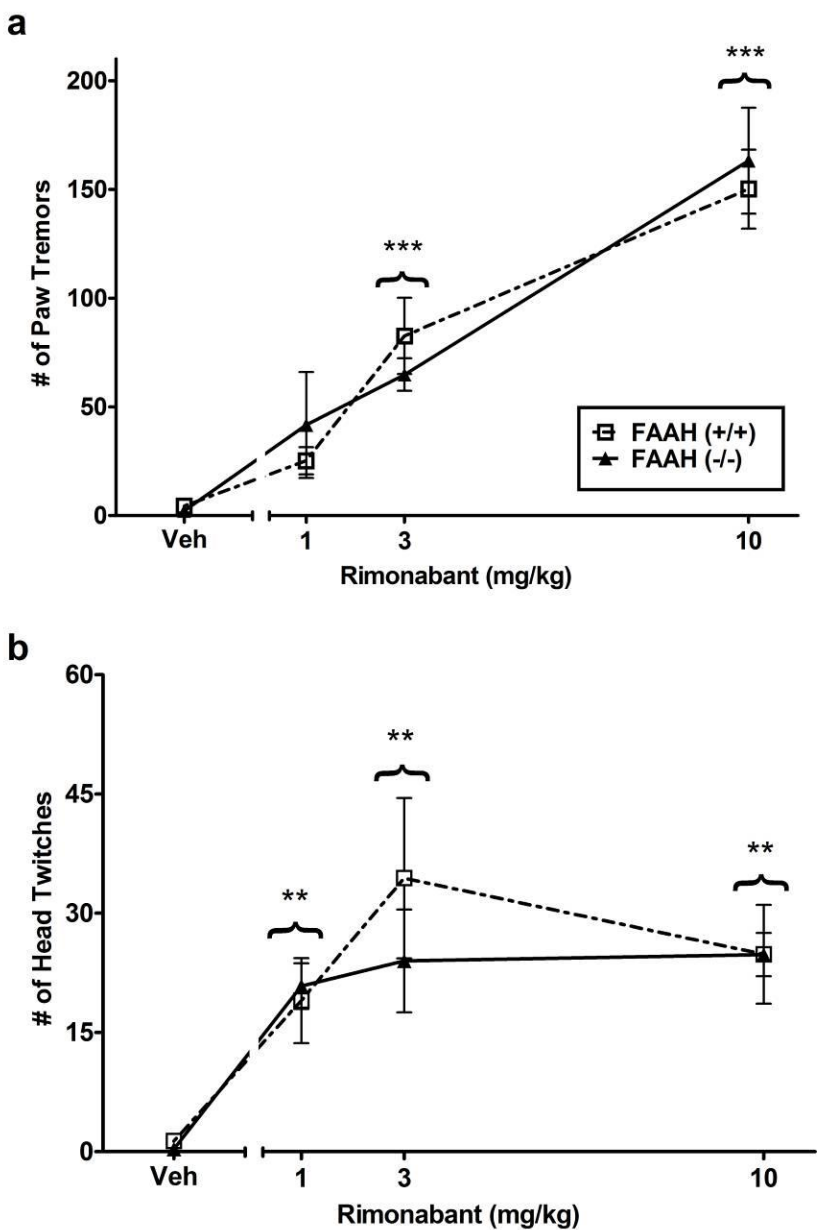 a
***
200
150
***
# of Paw Tremors
100
50
FAAH (+/+)
FAAH (-/-)
0
Veh 1 3 10
Rimonabant (mg/kg)
b
60
**
45
**
**
# of Head Twitches
30
15
0
Veh 1 3 10
Rimonabant (mg/kg)